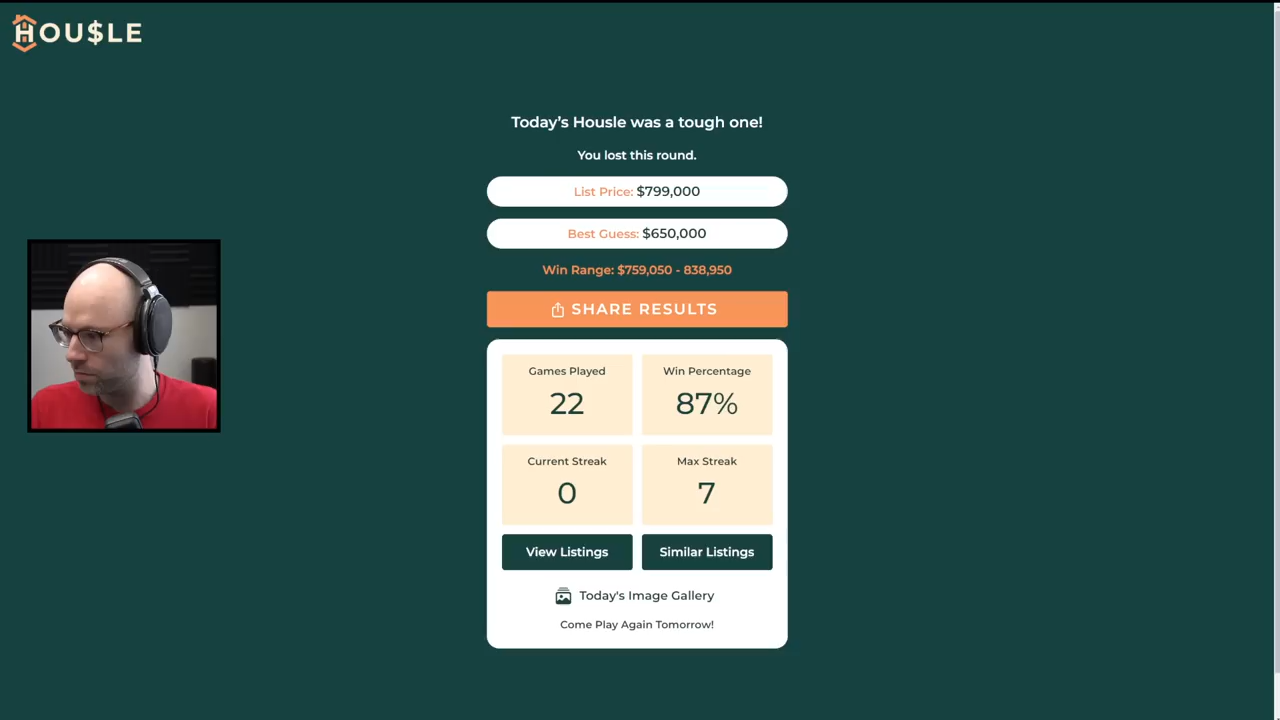 HOU$LE
Today's Housle was a tough one!
You lost this round.
List Price: $799,000
Best Guess: $650,000
Win Range: $759,050 - 838,950
SHARE RESULTS
Games Played
22
Win Percentage
87%
Current Streak
0
Max Streak
7
View Listings
Similar Listings
Today's Image Gallery
Come Play Again Tomorrow!